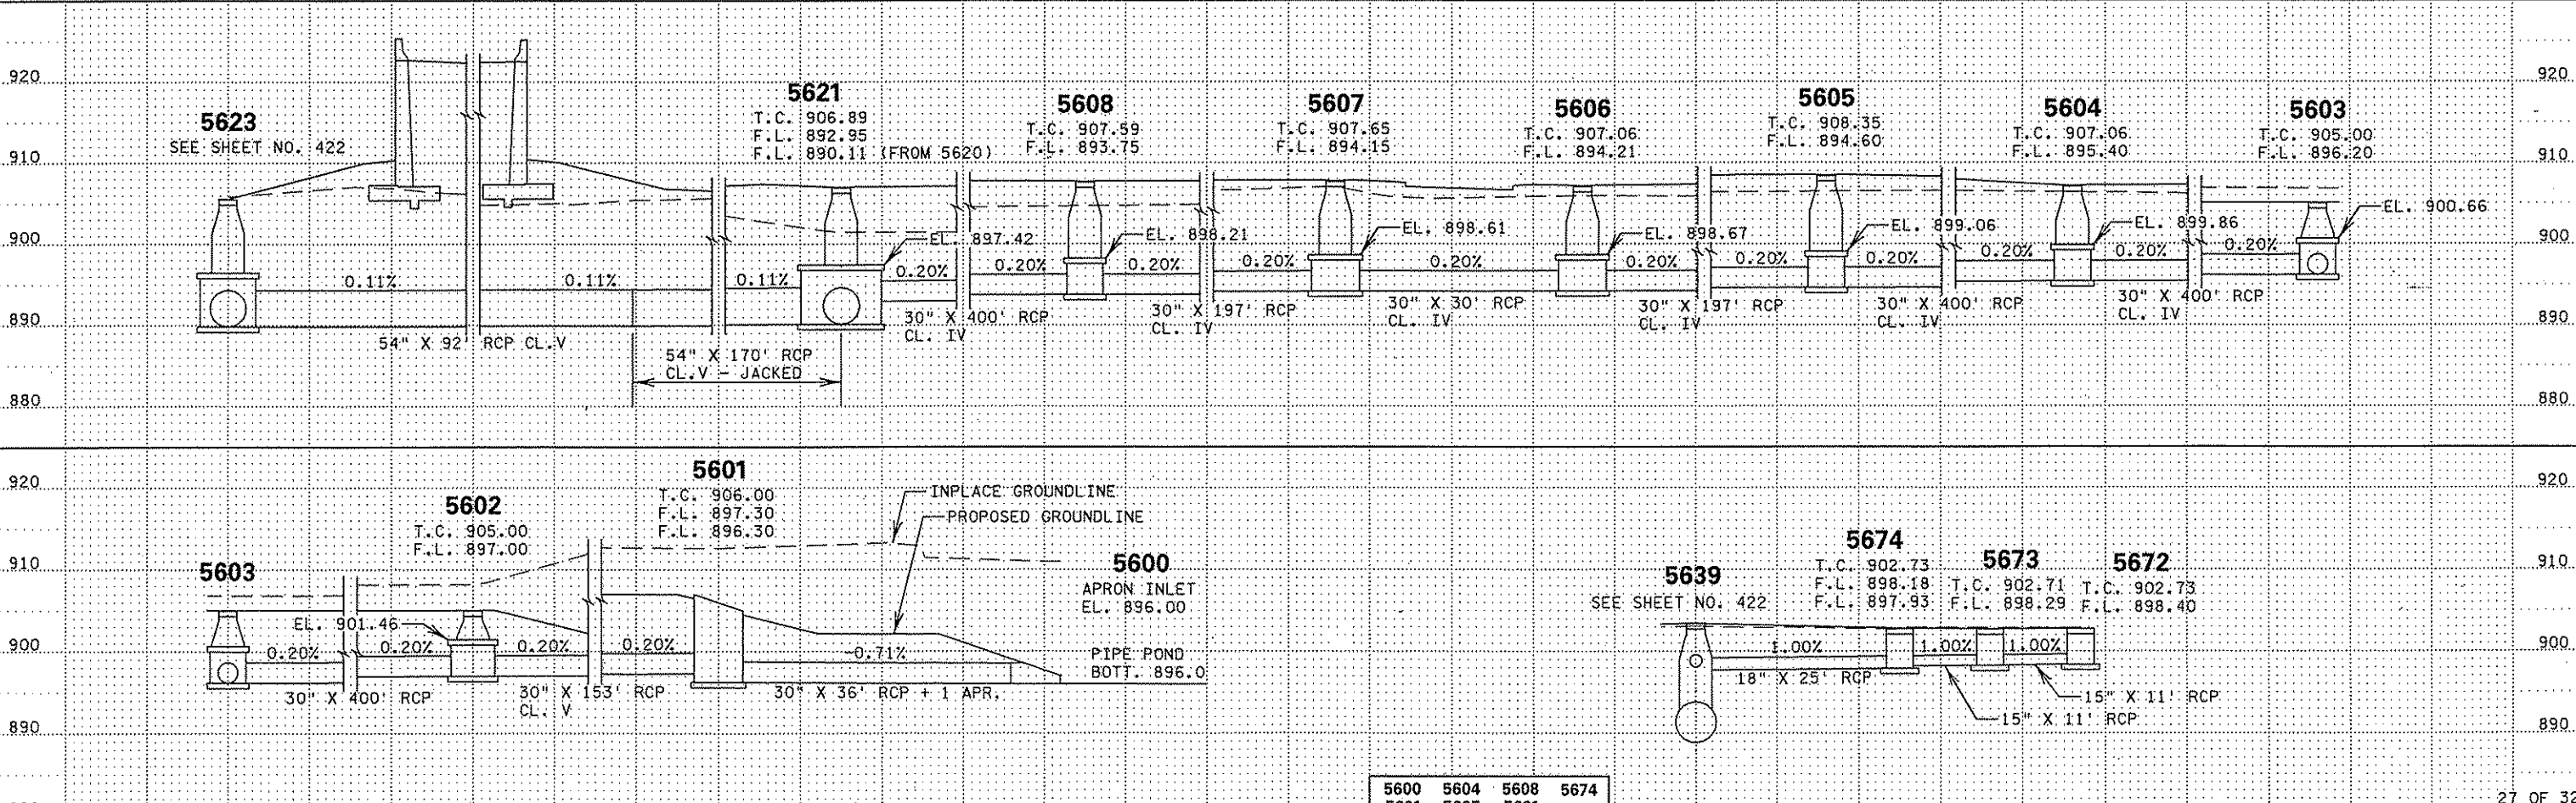 920
920
5623
SEE SHEET NO. 422
5621
T.C. 906.89
F.L. 892.95
F.L. 890.11 (FROM 5620)
5608
T.C. 907.59
F.L. 893.75
5607
T.C. 907.65
F.L. 894.15
5606
T.C. 907.06
F.L. 894.21
5605
T.C. 908.35
F.L. 894.60
5604
T.C. 907.06
F.L. 895.40
5603
T.C. 905.00
F.L. 896.20
910
910
900
900
EL. 897.42
EL. 898.21
EL. 898.61
EL. 898.67
EL. 899.06
EL. 899.86
EL. 900.66
0.11%
0.11%
0.11%
0.20%
0.20%
0.20%
0.20%
0.20%
0.20%
0.20%
0.20%
0.20%
0.20%
0.20%
890
890
54" X 92' RCP CL.V
54" X 170' RCP
CL.V - JACKED
30" X 400' RCP
CL. IV
30" X 197' RCP
CL. IV
30" X 30' RCP
CL. IV
30" X 197' RCP
CL. IV
30" X 400' RCP
CL. IV
30" X 400' RCP
CL. IV
880
880
920
920
5603
5602
T.C. 905.00
F.L. 897.00
5601
T.C. 906.00
F.L. 897.30
F.L. 896.30
INPLACE GROUNDLINE
PROPOSED GROUNDLINE
5600
APRON INLET
EL. 896.00
PIPE POND
BOTT. 896.0
910
910
5639
SEE SHEET NO. 422
5674
T.C. 902.73
F.L. 898.18
F.L. 897.93
5673
T.C. 902.71
F.L. 898.29
5672
T.C. 902.73
F.L. 898.40
900
900
EL. 901.46
0.20%
0.20%
0.20%
0.20%
-0.71%
1.00%
1.00%
1.00%
30" X 400' RCP
30" X 153' RCP
CL. V
30" X 36' RCP + 1 APR.
18" X 25' RCP
15" X 11' RCP
15" X 11' RCP
890
890
5600 5604 5608 5674
27 OF 32